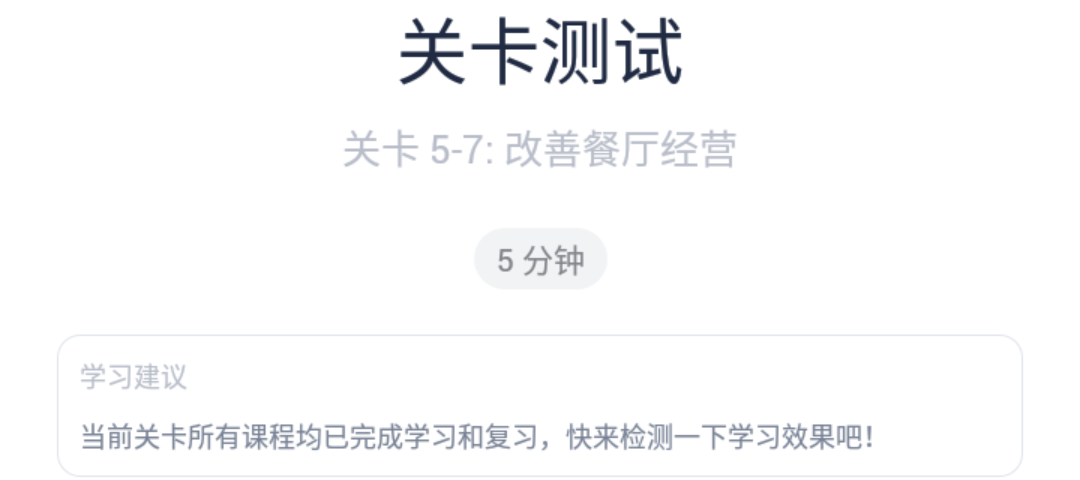 关卡测试
关卡 5-7: 改善餐厅经营
5 分钟
学习建议
当前关卡所有课程均已完成学习和复习，快来检测一下学习效果吧！